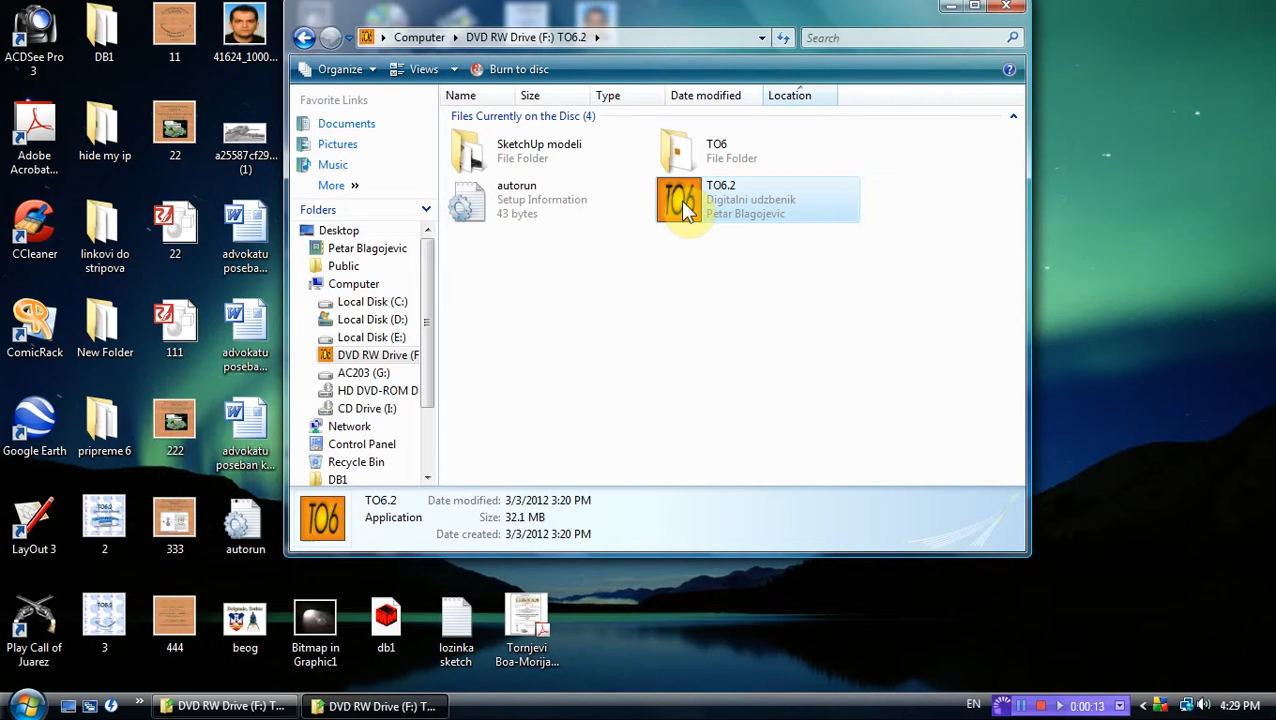 Computer
DVD RW Drive (F:) TO6.2
Search
Organize
Views
Burn to disc
Favorite Links
Documents
Pictures
Music
More »
Folders
Desktop
Petar Blagojevic
Public
Computer
Local Disk (C:)
Local Disk (D:)
Local Disk (E:)
DVD RW Drive (F
AC203 (G:)
HD DVD-ROM D
CD Drive (I:)
Network
Control Panel
Recycle Bin
DB1
Name
Size
Type
Date modified
Location
Files Currently on the Disc (4)
SketchUp modeli
File Folder
TO6
File Folder
autorun
Setup Information
43 bytes
TO6
TO6.2
Digitalni udzbenik
Petar Blagojevic
TO6
TO6.2
Application
Date modified: 3/3/2012 3:20 PM
Size: 32.1 MB
Date created: 3/3/2012 3:20 PM
ACDSee Pro
3
DB1
11
41624_1000...
Adobe
Acrobat
hide my ip
22
a25587cf29...
(1)
CCleaner
linkovi do
stripova
22
advokatu
poseba...
ComicRack
New Folder
111
advokatu
poseba...
Google Earth
pripreme 6
222
advokatu
poseban k...
LayOut 3
2
333
autorun
Play Call of
Juarez
3
444
beog
Bitmap in
Graphic1
db1
lozinka
sketch
Tornjevi
Boa-Morija...
DVD RW Drive (F:) T...
DVD RW Drive (F:) T...
EN
0:00:13
4:29 PM